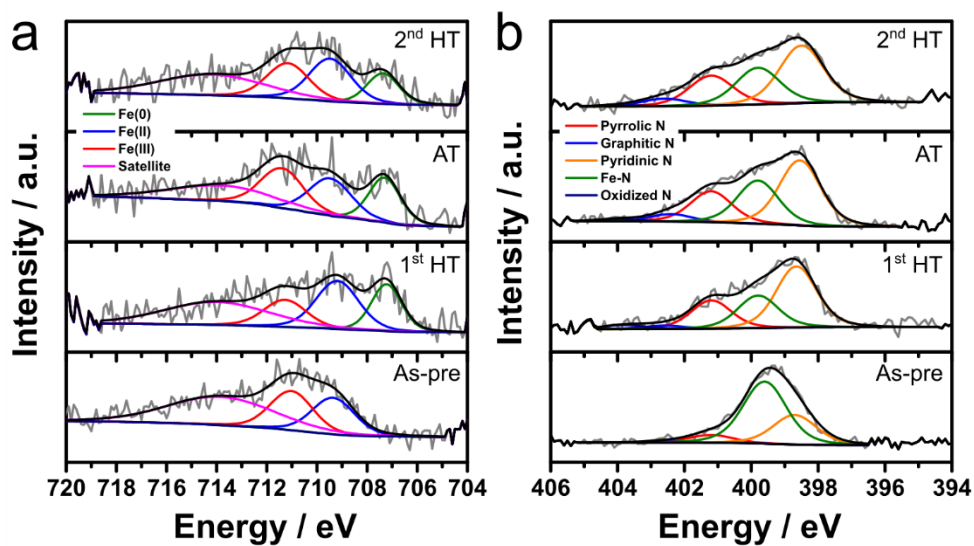 a
2nd HT
Fe(0)
Fe(II)
Fe(III)
Satellite
AT
1st HT
As-pre
Intensity / a.u.
Intensity / a.u.
720 718 716 714 712 710 708 706 704
Energy / eV
b
2nd HT
Pyrrolic N
Graphitic N
Pyridinic N
Fe-N
Oxidized N
AT
1st HT
As-pre
Intensity / a.u.
Intensity / a.u.
406 404 402 400 398 396 394
Energy / eV